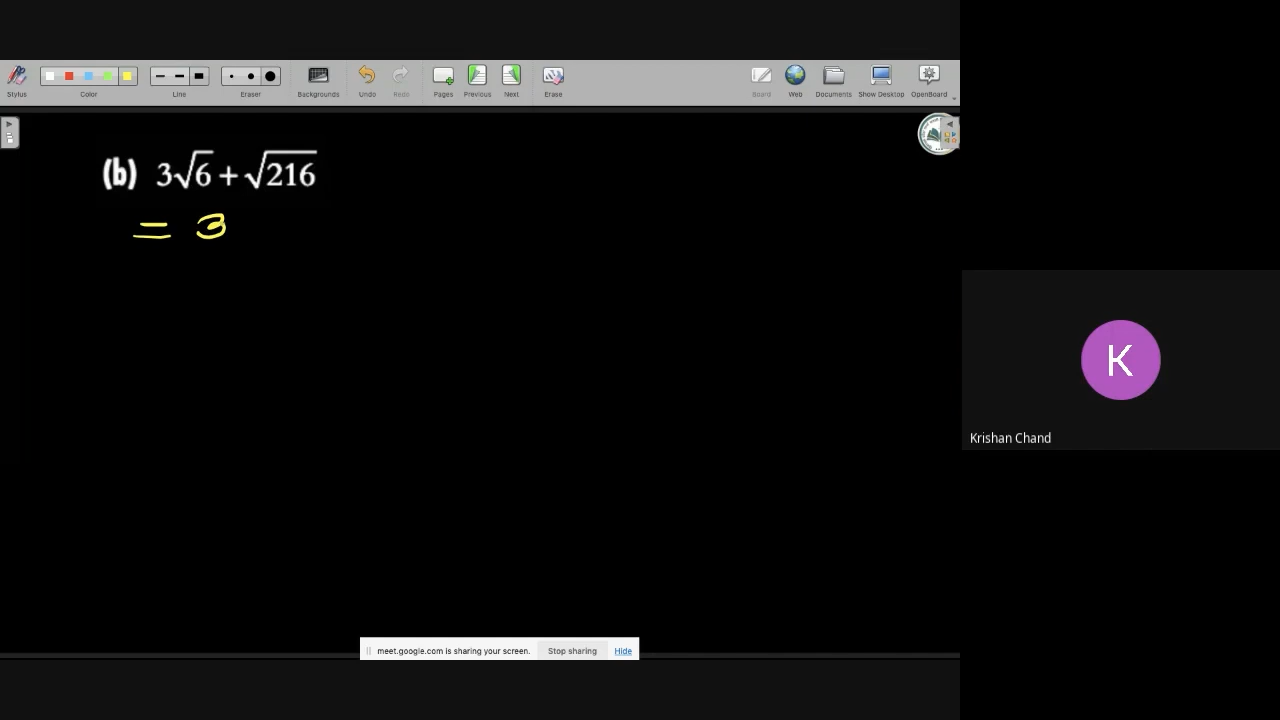 Stylus Color Line Eraser Backgrounds Undo Redo Pages Previous Next Erase Board Web Documents Show Desktop OpenBoard
(b) 3√6 + √216
= 3
K
Krishan Chand
meet.google.com is sharing your screen. Stop sharing Hide